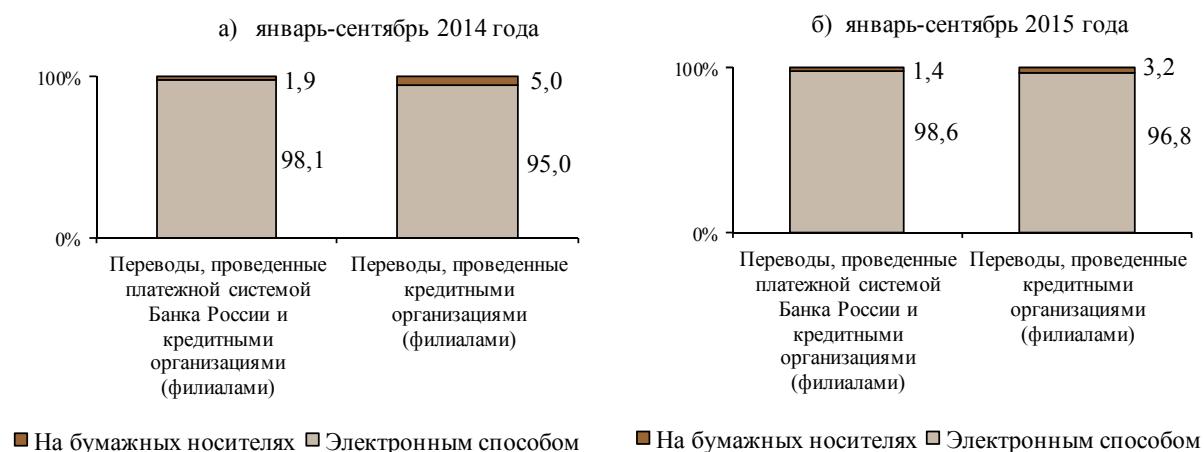 а) январь-сентябрь 2014 года
100%
1,9
5,0
98,1
95,0
0%
Переводы, проведенные
платежной системой
Банка России и
кредитными
организациями
(филиалами)
Переводы, проведенные
кредитными
организациями
(филиалами)
На бумажных носителях
Электронным способом
б) январь-сентябрь 2015 года
100%
1,4
3,2
98,6
96,8
0%
Переводы, проведенные
платежной системой
Банка России и
кредитными
организациями
(филиалами)
Переводы, проведенные
кредитными
организациями
(филиалами)
На бумажных носителях
Электронным способом